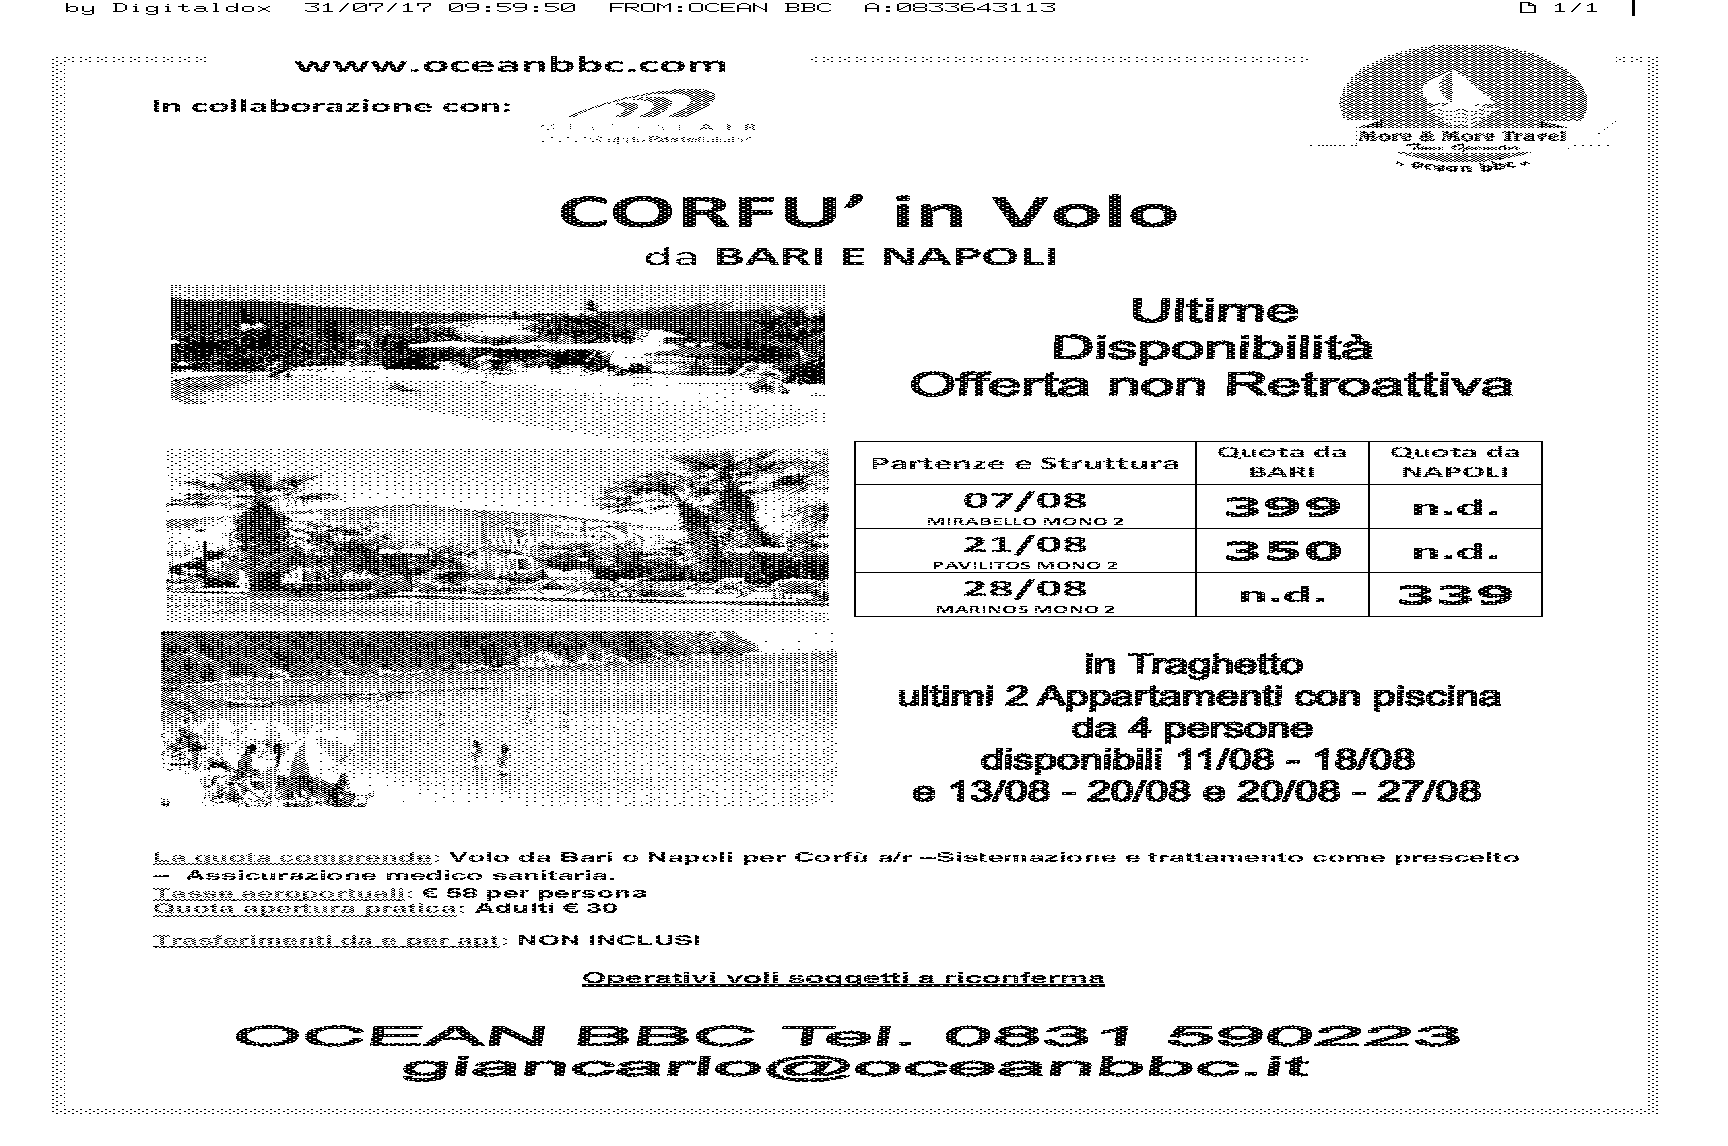 by Digitaldox 31/07/17 09:59:50 FROM:OCEAN BBC A:0833643113 1/1
www.oceanbbc.com
In collaborazione con:
More & More Travel
Ocean bbc
CORFU' in Volo
da BARI E NAPOLI
Ultime
Disponibilità
Offerta non Retroattiva
Partenze e Struttura Quota da BARI Quota da NAPOLI
07/08 399 n.d.
MIRABELLO MONO 2
21/08 350 n.d.
PAVILITOS MONO 2
28/08 n.d. 339
MARINOS MONO 2
in Traghetto
ultimi 2 Appartamenti con piscina
da 4 persone
disponibili 11/08 - 18/08
e 13/08 - 20/08 e 20/08 - 27/08
La quota comprende: Volo da Bari o Napoli per Corfù a/r –Sistemazione e trattamento come prescelto
– Assicurazione medico sanitaria.
Tasse aeroportuali: € 58 per persona
Quota apertura pratica: Adulti € 30
Trasferimenti da e per apt: NON INCLUSI
Operativi voli soggetti a riconferma
OCEAN BBC Tel. 0831 590223
giancarlo@oceanbbc.it